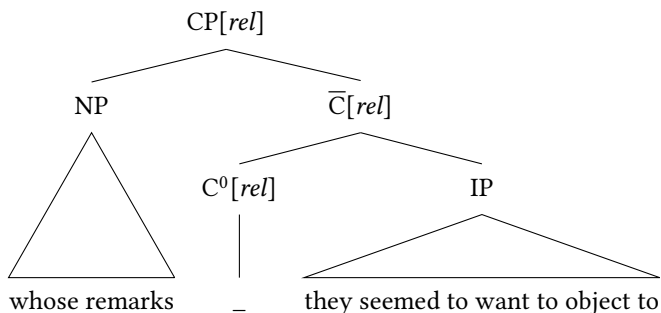 CP[rel]
NP C̅[rel]
C⁰[rel] IP
whose remarks _ they seemed to want to object to